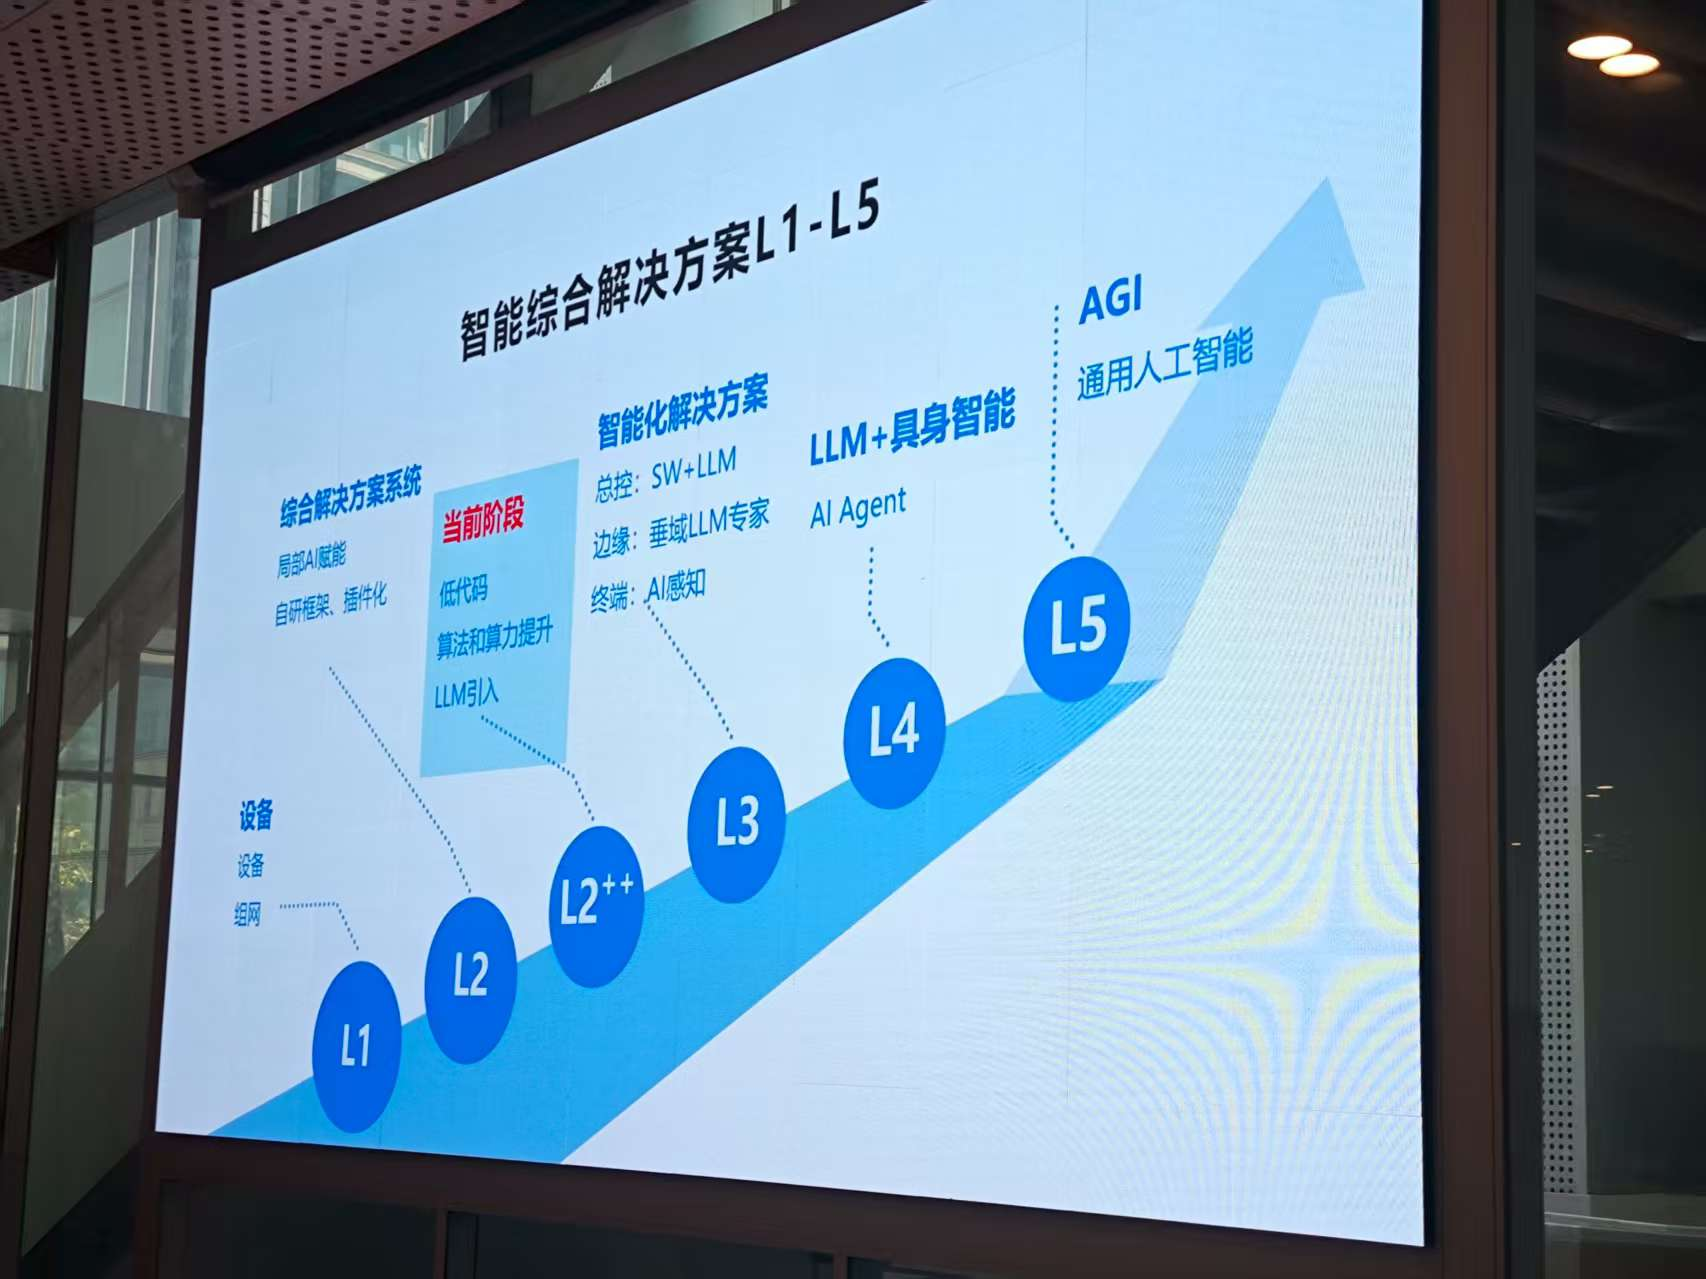 智能综合解决方案L1-L5
设备
设备
组网
L1
综合解决方案系统
局部AI赋能
自研框架、插件化
L2
当前阶段
低代码
算法和算力提升
LLM引入
L2++
智能化解决方案
总控：SW+LLM
边缘：垂域LLM专家
终端：AI感知
L3
LLM+具身智能
AI Agent
L4
AGI
通用人工智能
L5